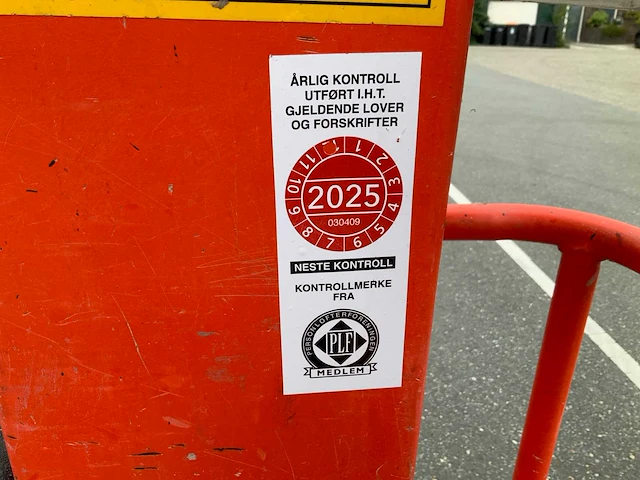 ÅRLIG KONTROLL
UTFØRT I.H.T.
GJELDENDE LOVER
OG FORSKRIFTER
1 2 3 4 5 6 7 8 9 10 11
2025
030409
NESTE KONTROLL
KONTROLLMERKE
FRA
PERSONLØFTERFORENINGEN
PLF
MEDLEM